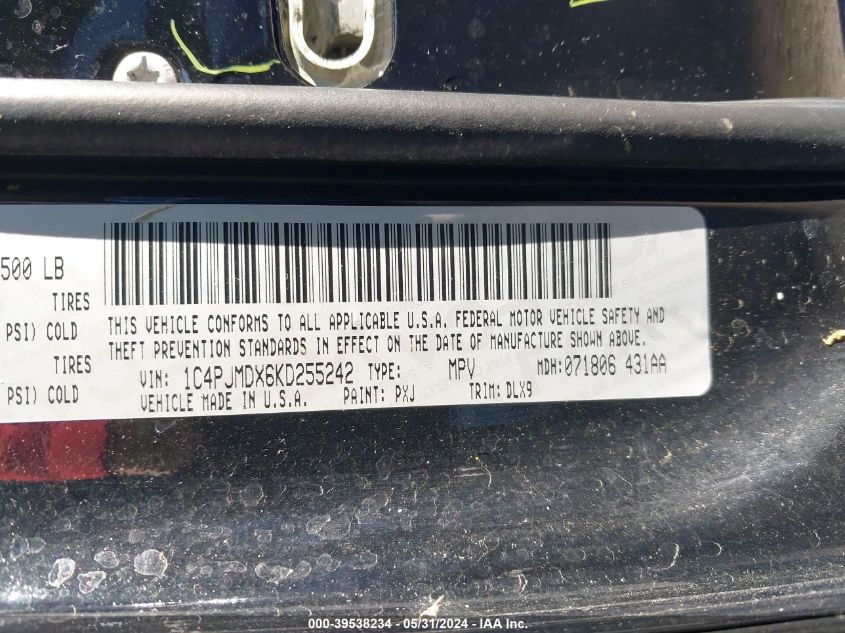 500 LB
TIRES
PSI) COLD
TIRES
PSI) COLD
THIS VEHICLE CONFORMS TO ALL APPLICABLE U.S.A. FEDERAL MOTOR VEHICLE SAFETY AND
THEFT PREVENTION STANDARDS IN EFFECT ON THE DATE OF MANUFACTURE SHOWN ABOVE.
VIN: 1C4PJMDX6KD255242 TYPE: MPV MDH: 071806 431AA
VEHICLE MADE IN U.S.A. PAINT: PXJ TRIM: DLX9
000-39538234 - 05/31/2024 - IAA Inc.